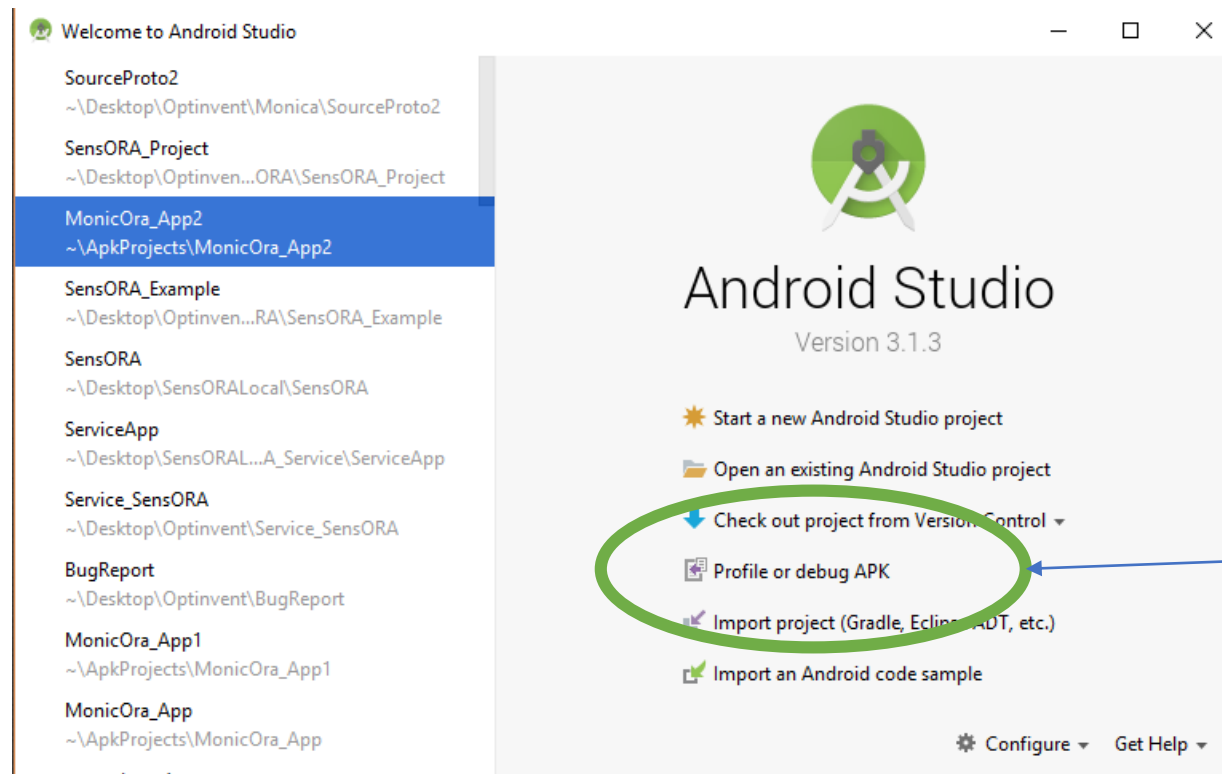 Welcome to Android Studio
SourceProto2
~\Desktop\Optinvent\Monica\SourceProto2
SensORA_Project
~\Desktop\Optinven...ORA\SensORA_Project
MonicOra_App2
~\ApkProjects\MonicOra_App2
SensORA_Example
~\Desktop\Optinven...RA\SensORA_Example
SensORA
~\Desktop\SensORALocal\SensORA
ServiceApp
~\Desktop\SensORAL...A_Service\ServiceApp
Service_SensORA
~\Desktop\Optinvent\Service_SensORA
BugReport
~\Desktop\Optinvent\BugReport
MonicOra_App1
~\ApkProjects\MonicOra_App1
MonicOra_App
~\ApkProjects\MonicOra_App
Android Studio
Version 3.1.3
Start a new Android Studio project
Open an existing Android Studio project
Check out project from Version Control
Profile or debug APK
Import project (Gradle, Eclipse ADT, etc.)
Import an Android code sample
Configure Get Help